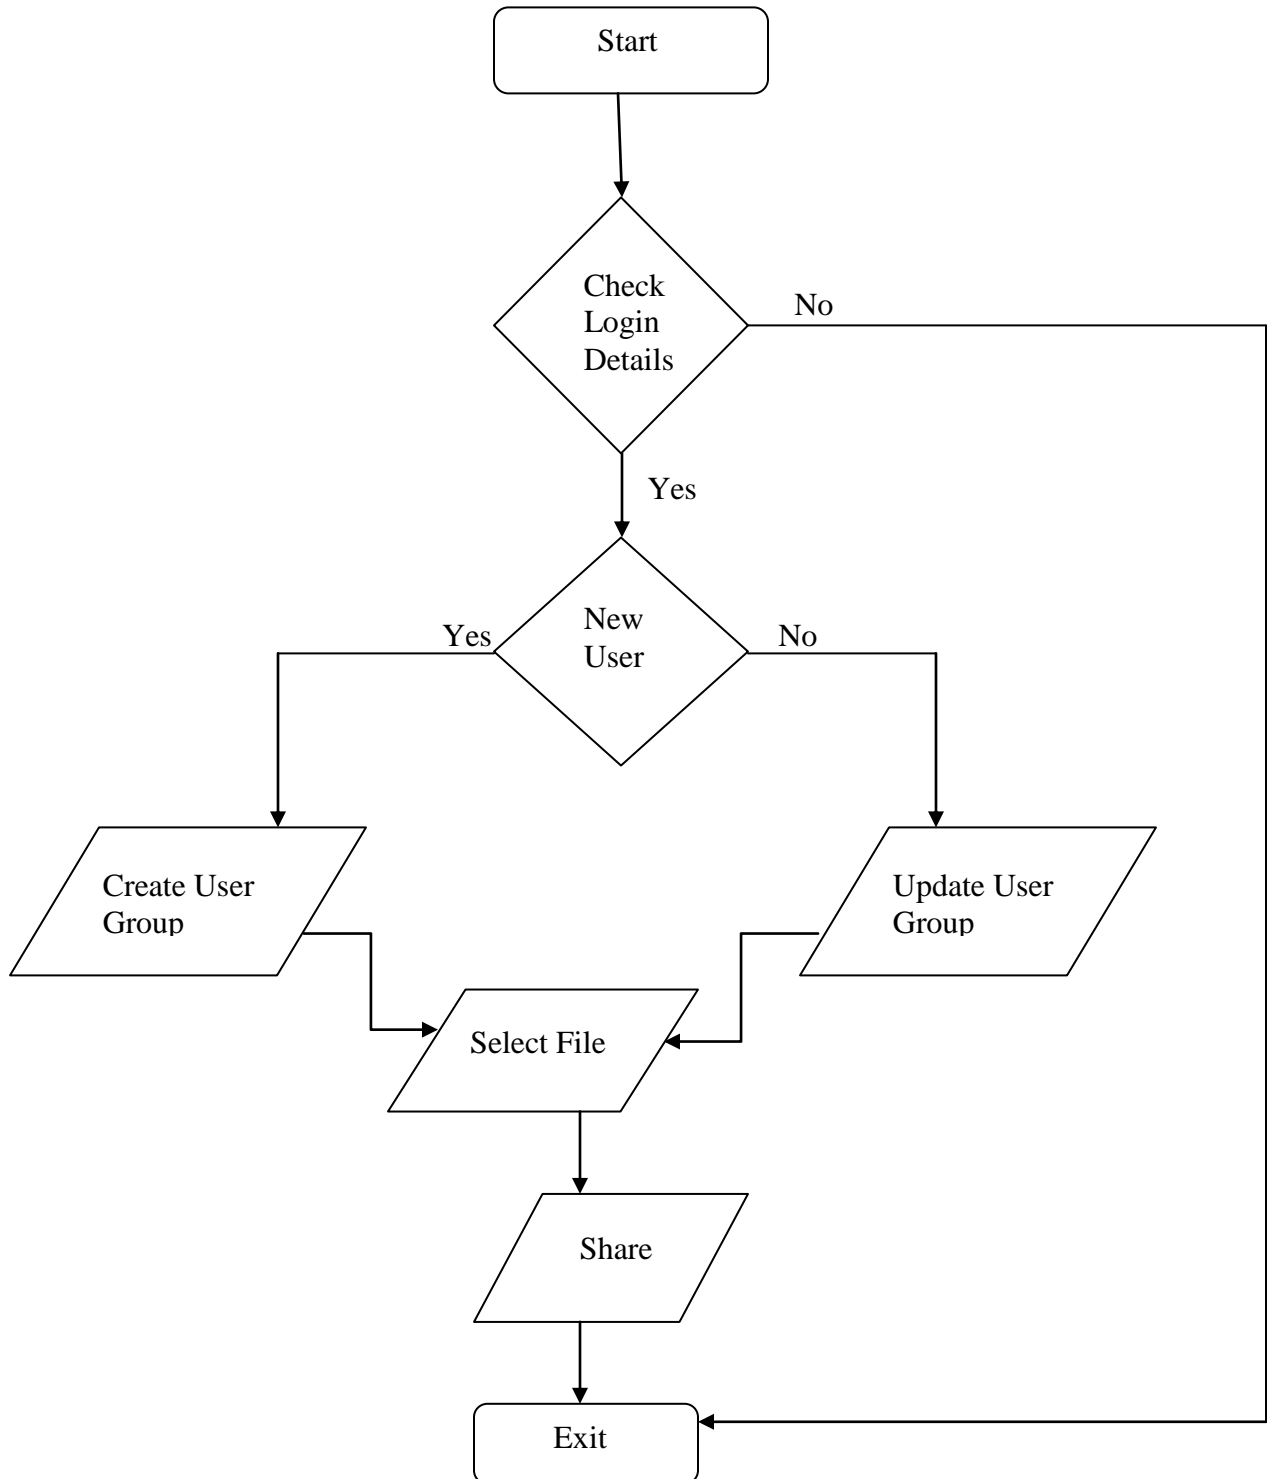 Start
Check
Login
Details
No
Yes
New
User
Yes
No
Create User
Group
Update User
Group
Select File
Share
Exit